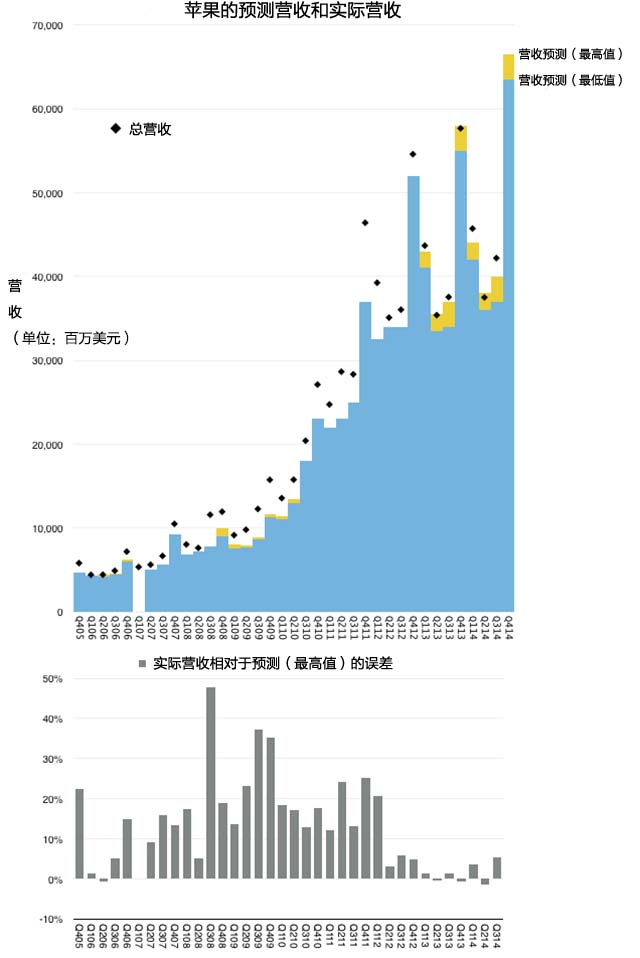 苹果的预测营收和实际营收
70,000
营收预测（最高值）
营收预测（最低值）
60,000
◆ 总营收
50,000
40,000
营
收
（单位：百万美元）
30,000
20,000
10,000
0
Q405 Q106 Q206 Q306 Q406 Q107 Q207 Q307 Q407 Q108 Q208 Q308 Q408 Q109 Q209 Q309 Q409 Q110 Q210 Q310 Q410 Q111 Q211 Q311 Q411 Q112 Q212 Q312 Q412 Q113 Q213 Q313 Q413 Q114 Q214 Q314 Q414
实际营收相对于预测（最高值）的误差
50%
40%
30%
20%
10%
0%
-10%
Q405 Q106 Q206 Q306 Q406 Q107 Q207 Q307 Q407 Q108 Q208 Q308 Q408 Q109 Q209 Q309 Q409 Q110 Q210 Q310 Q410 Q111 Q211 Q311 Q411 Q112 Q212 Q312 Q412 Q113 Q213 Q313 Q413 Q114 Q214 Q314